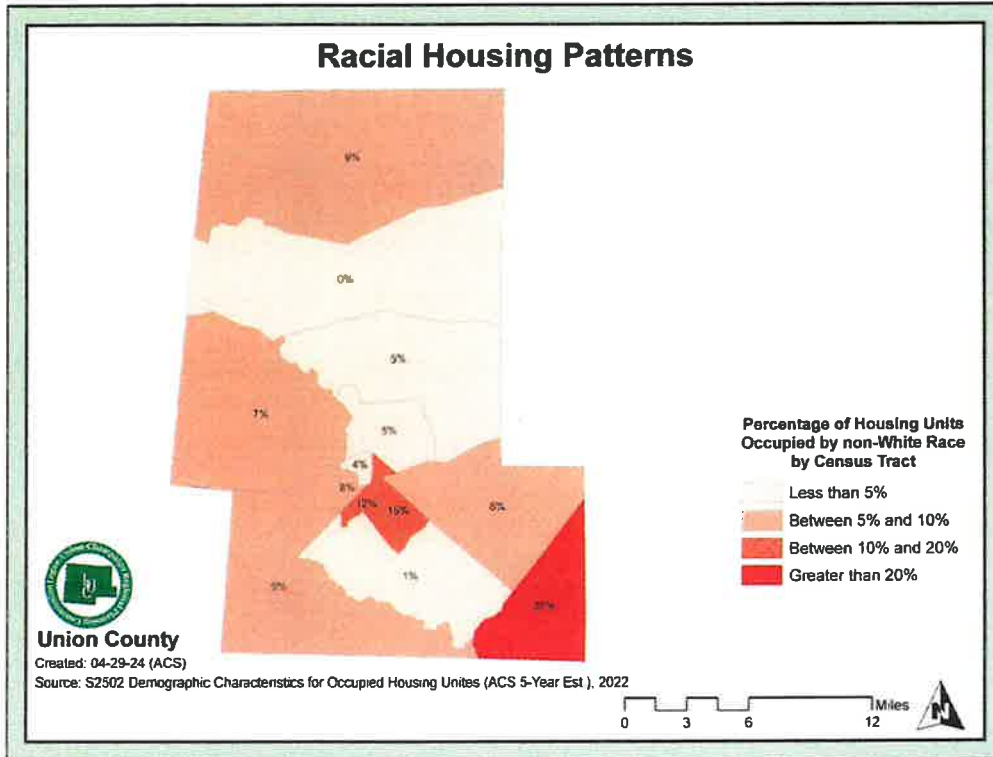 Racial Housing Patterns
9%
0%
5%
7%
5%
4%
8%
12%
15%
1%
Percentage of Housing Units
Occupied by non-White Race
by Census Tract
Less than 5%
Between 5% and 10%
Between 10% and 20%
Greater than 20%
Union County
Created: 04-29-24 (ACS)
Source: S2502 Demographic Characteristics for Occupied Housing Unites (ACS 5-Year Est.), 2022
Miles
0 3 6 12
N